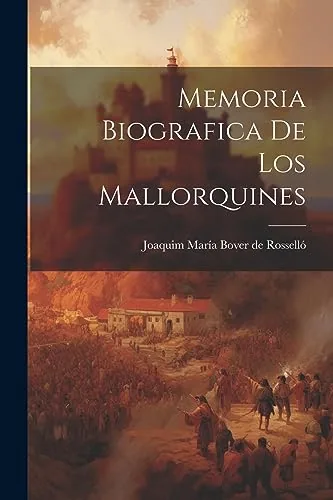 Memoria
Biografica De
Los
Mallorquines
Joaquim María Bover de Rosselló